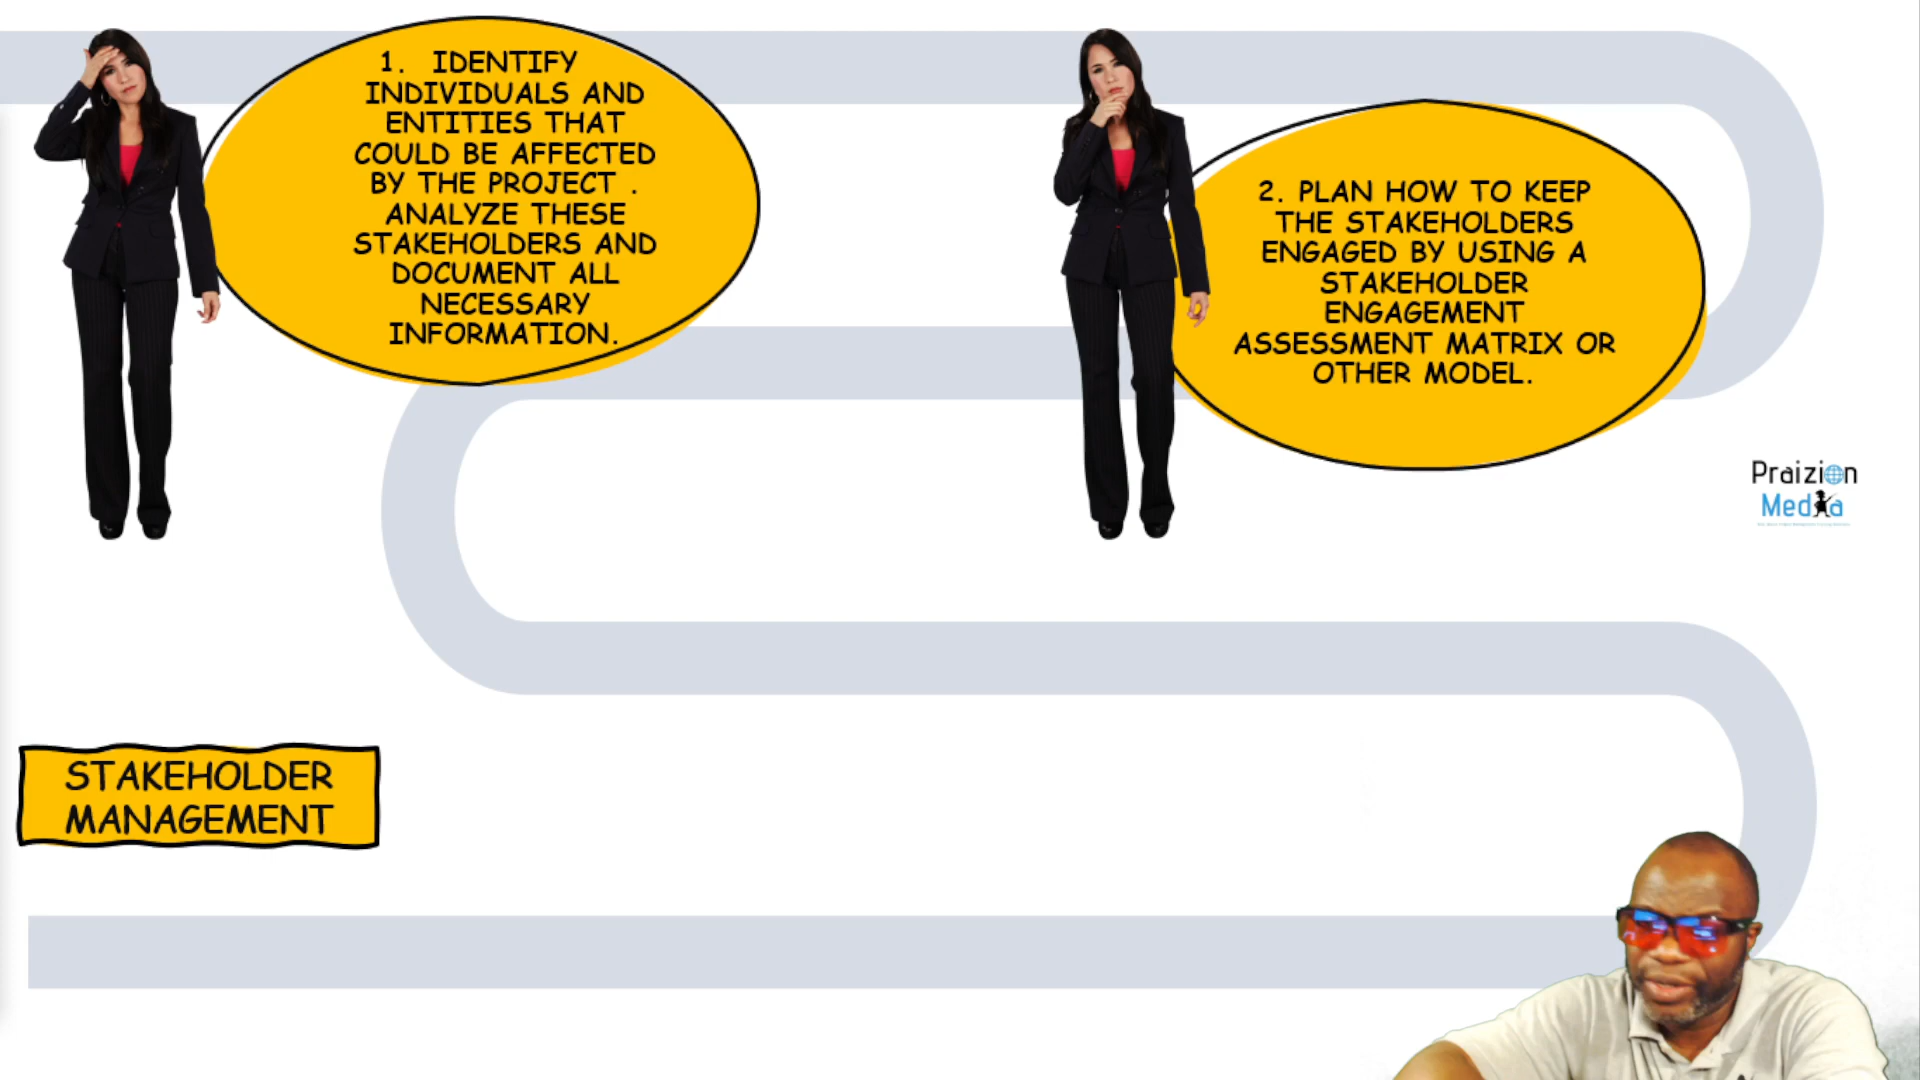 1. IDENTIFY
INDIVIDUALS AND
ENTITIES THAT
COULD BE AFFECTED
BY THE PROJECT .
ANALYZE THESE
STAKEHOLDERS AND
DOCUMENT ALL
NECESSARY
INFORMATION.
2. PLAN HOW TO KEEP
THE STAKEHOLDERS
ENGAGED BY USING A
STAKEHOLDER
ENGAGEMENT
ASSESSMENT MATRIX OR
OTHER MODEL.
Praizion
Media
STAKEHOLDER
MANAGEMENT